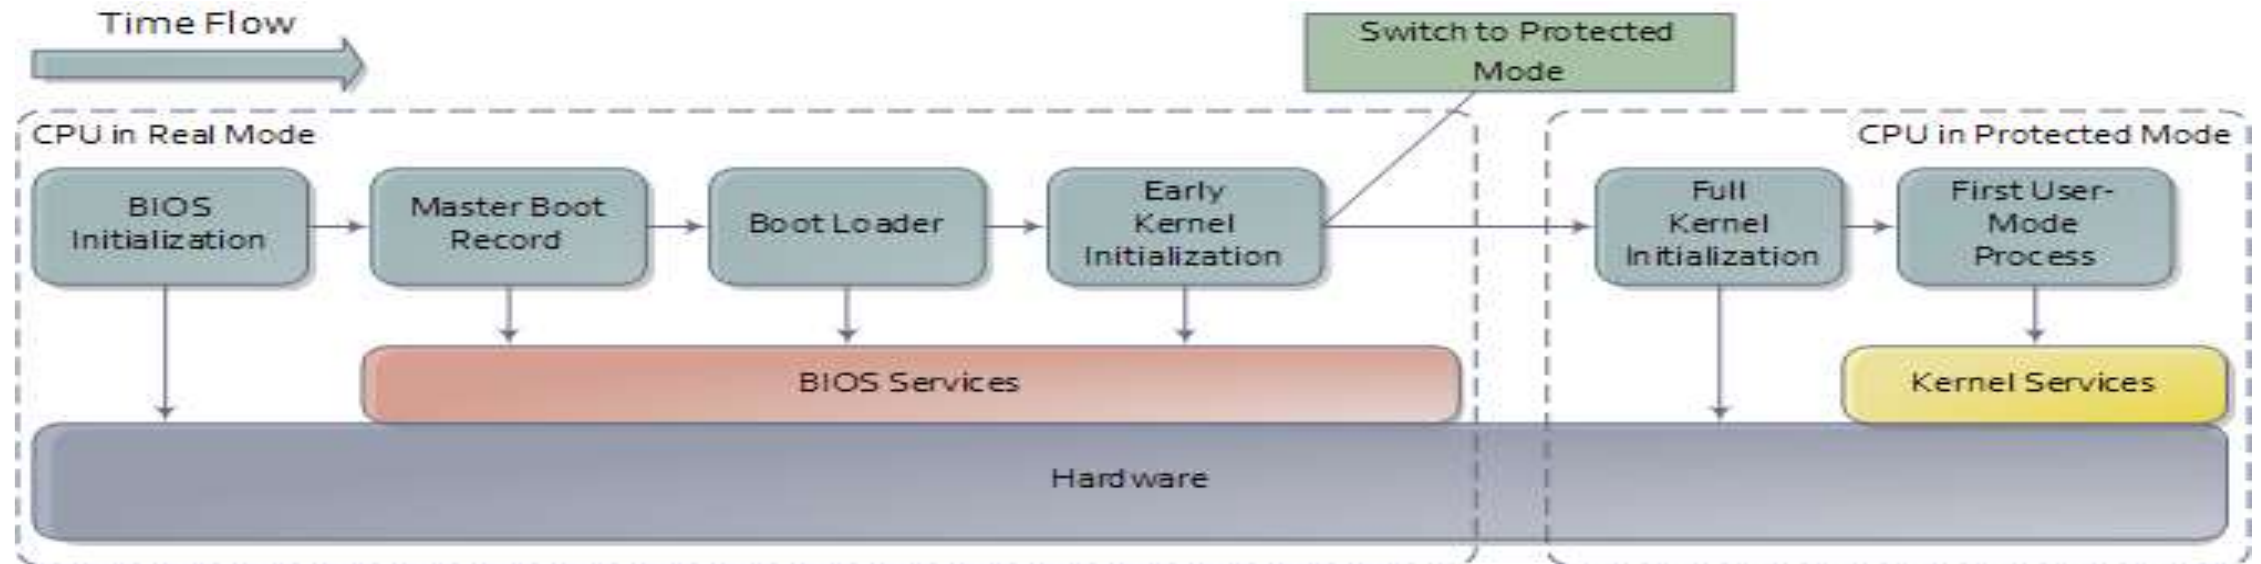 Time Flow
Switch to Protected
Mode
CPU in Real Mode
CPU in Protected Mode
BIOS
Initialization
Master Boot
Record
Boot Loader
Early
Kernel
Initialization
Full
Kernel
Initialization
First User-
Mode
Process
BIOS Services
Kernel Services
Hardware